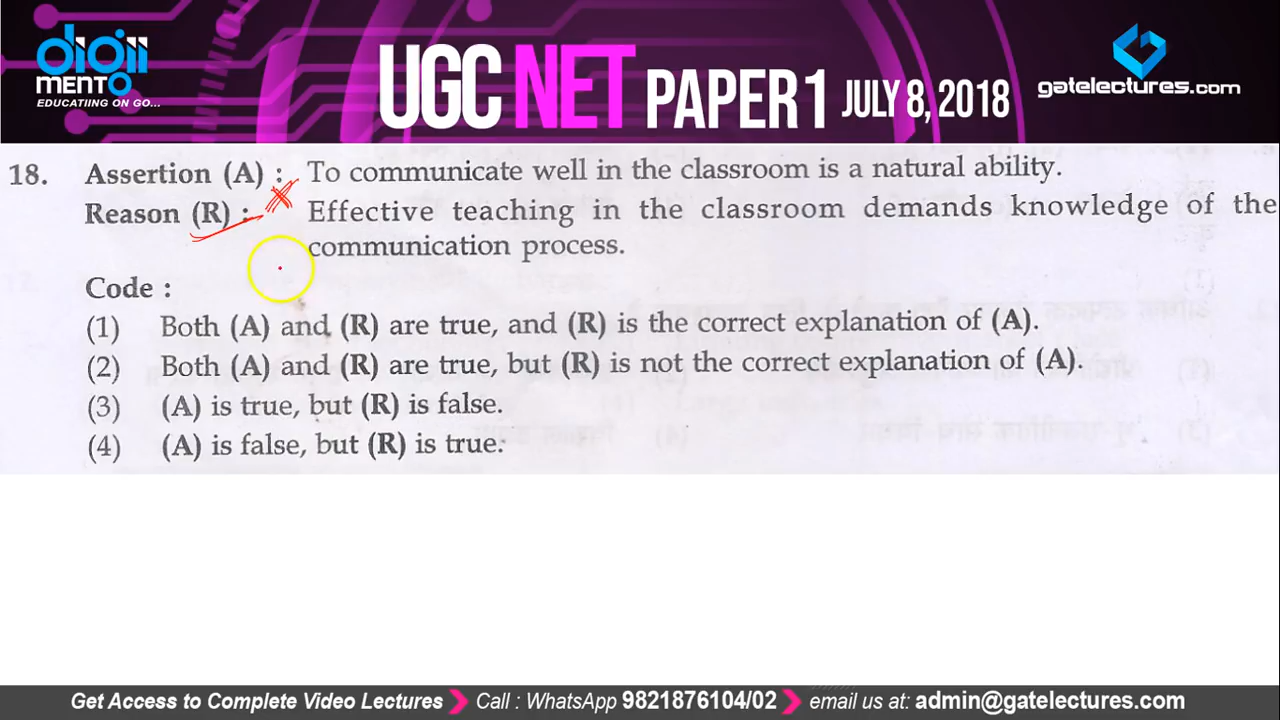 digii
MENTO
EDUCATIING ON GO...
UGC NET PAPER 1 JULY 8, 2018
gatelectures.com
18. Assertion (A) : To communicate well in the classroom is a natural ability.
Reason (R) : Effective teaching in the classroom demands knowledge of the
communication process.
Code :
(1) Both (A) and (R) are true, and (R) is the correct explanation of (A).
(2) Both (A) and (R) are true, but (R) is not the correct explanation of (A).
(3) (A) is true, but (R) is false.
(4) (A) is false, but (R) is true.
Get Access to Complete Video Lectures Call : WhatsApp 9821876104/02 email us at: admin@gatelectures.com